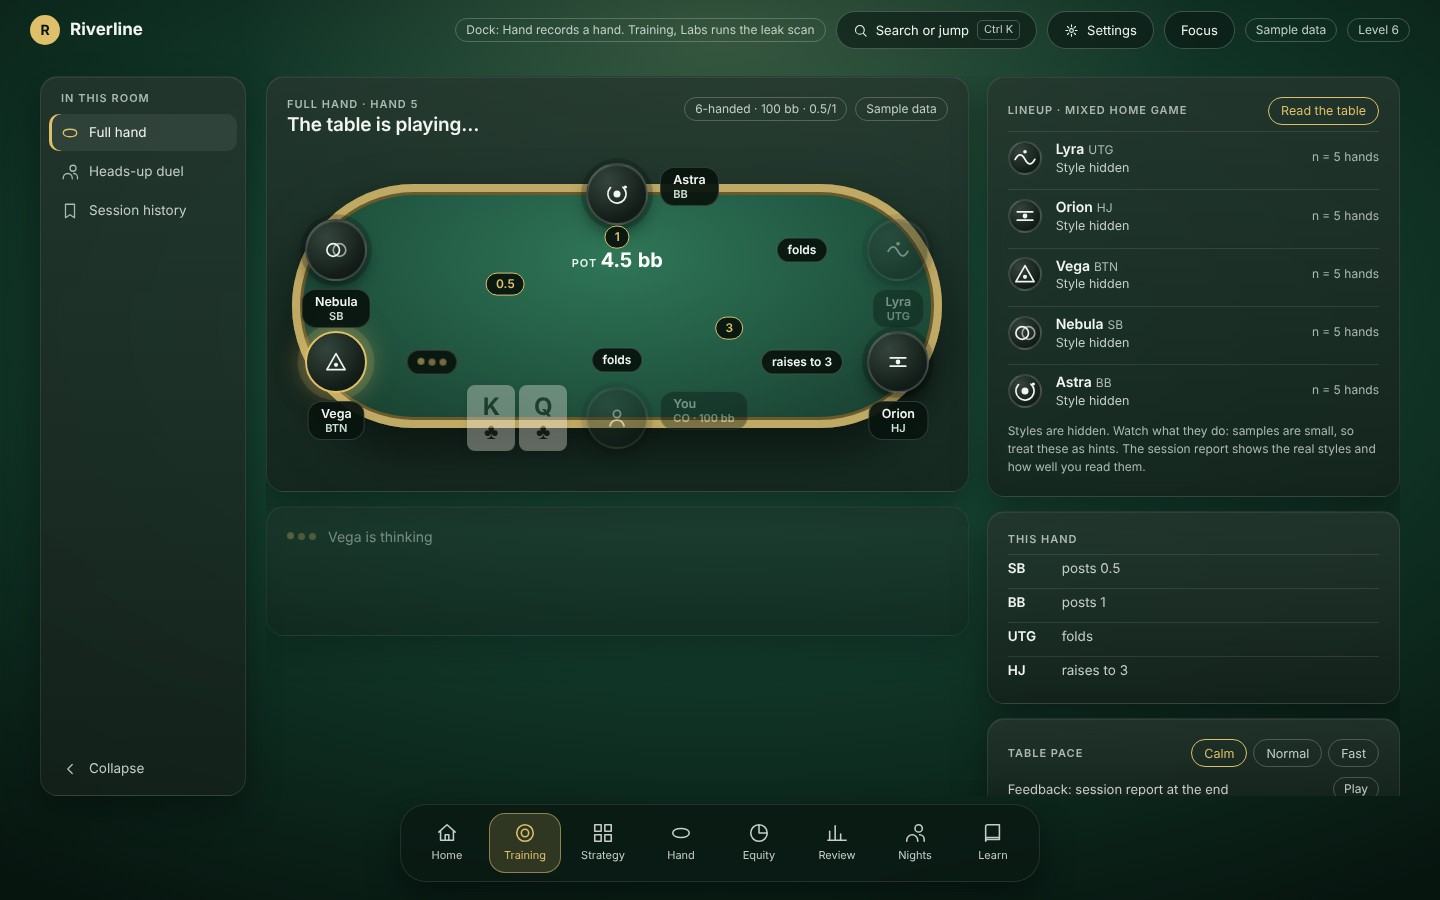 R Riverline
Dock: Hand records a hand. Training, Labs runs the leak scan
Search or jump Ctrl K
Settings
Focus
Sample data
Level 6
IN THIS ROOM
Full hand
Heads-up duel
Session history
Collapse
FULL HAND · HAND 5
The table is playing...
6-handed · 100 bb · 0.5/1
Sample data
Astra
BB
1
POT 4.5 bb
folds
0.5
Nebula
SB
Lyra
UTG
3
folds
raises to 3
Vega
BTN
K
Q
You
CO · 100 bb
Orion
HJ
Vega is thinking
LINEUP · MIXED HOME GAME
Read the table
Lyra UTG
Style hidden
n = 5 hands
Orion HJ
Style hidden
n = 5 hands
Vega BTN
Style hidden
n = 5 hands
Nebula SB
Style hidden
n = 5 hands
Astra BB
Style hidden
n = 5 hands
Styles are hidden. Watch what they do: samples are small, so
treat these as hints. The session report shows the real styles and
how well you read them.
THIS HAND
SB posts 0.5
BB posts 1
UTG folds
HJ raises to 3
TABLE PACE
Calm
Normal
Fast
Feedback: session report at the end
Play
Home
Training
Strategy
Hand
Equity
Review
Nights
Learn